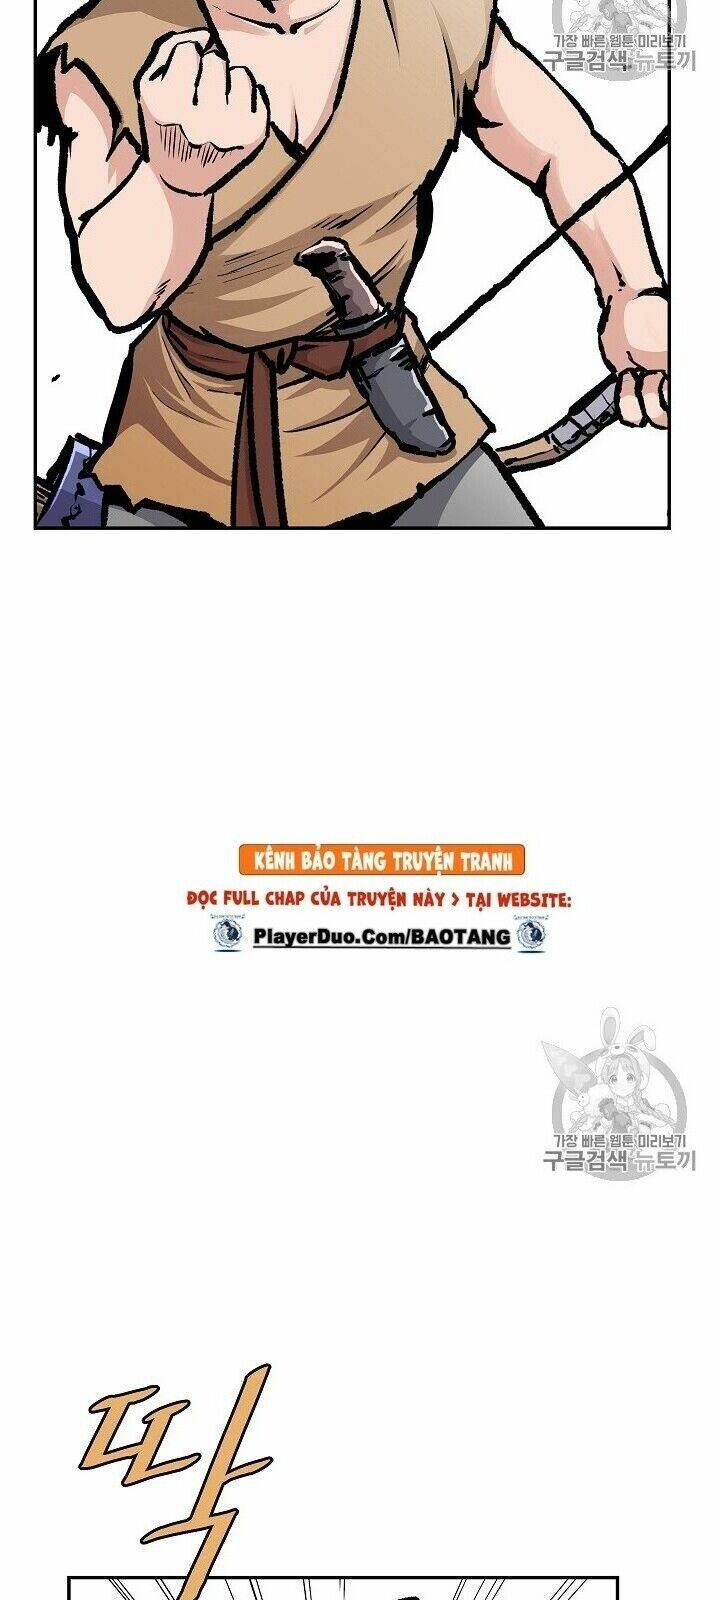 가장 빠른 웹툰 미리보기
구글검색 뉴토끼
KÊNH BẢO TÀNG TRUYỆN TRANH
ĐỌC FULL CHAP CỦA TRUYỆN NÀY > TẠI WEBSITE:
PlayerDuo.Com/BAOTANG
가장 빠른 웹툰 미리보기
구글검색 뉴토끼
딱